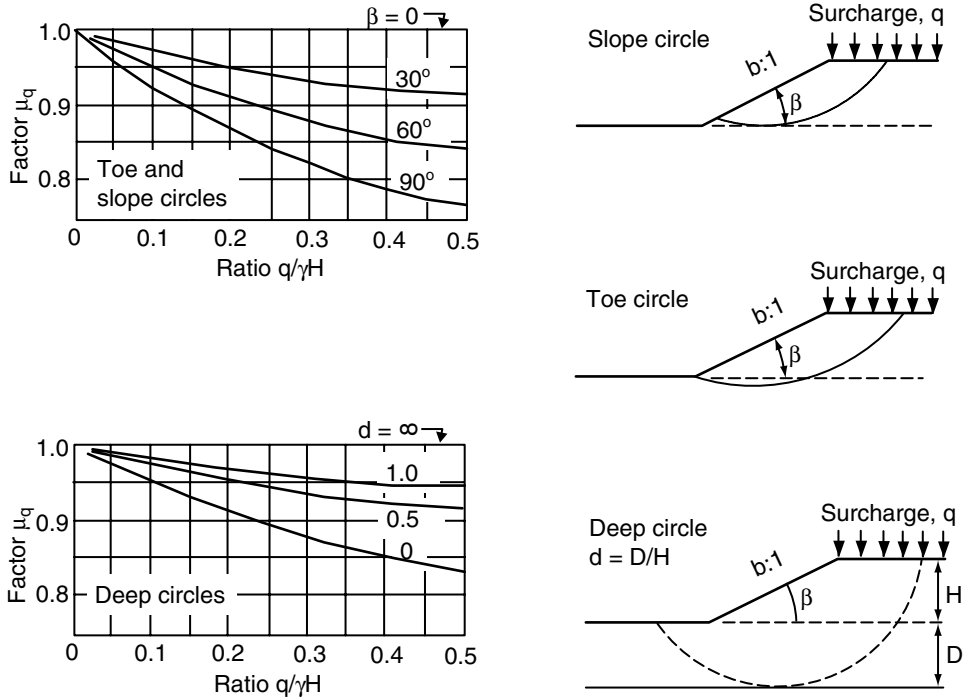 β = 0
1.0
0.9
0.8
Factor μq
30°
60°
90°
Toe and
slope circles
0 0.1 0.2 0.3 0.4 0.5
Ratio q/γH
Slope circle
Surcharge, q
b:1
β
Toe circle
Surcharge, q
b:1
β
d = ∞
1.0
0.9
0.8
Factor μq
1.0
0.5
0
Deep circles
0 0.1 0.2 0.3 0.4 0.5
Ratio q/γH
Deep circle
d = D/H
Surcharge, q
b:1
β
H
D